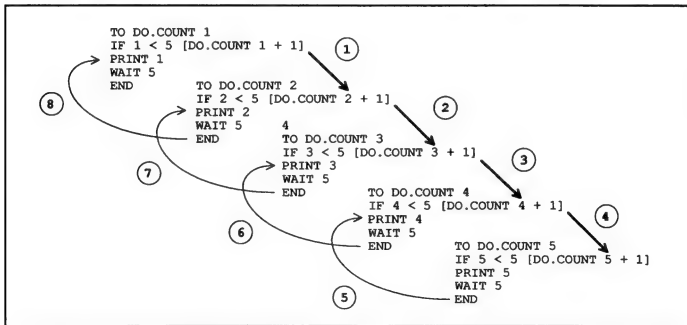 TO DO.COUNT 1
IF 1 < 5 [DO.COUNT 1 + 1]
PRINT 1
WAIT 5
END
1
TO DO.COUNT 2
IF 2 < 5 [DO.COUNT 2 + 1]
PRINT 2
WAIT 5
END
2
8
4
TO DO.COUNT 3
IF 3 < 5 [DO.COUNT 3 + 1]
PRINT 3
WAIT 5
END
3
7
TO DO.COUNT 4
IF 4 < 5 [DO.COUNT 4 + 1]
PRINT 4
WAIT 5
END
4
6
TO DO.COUNT 5
IF 5 < 5 [DO.COUNT 5 + 1]
PRINT 5
WAIT 5
END
5